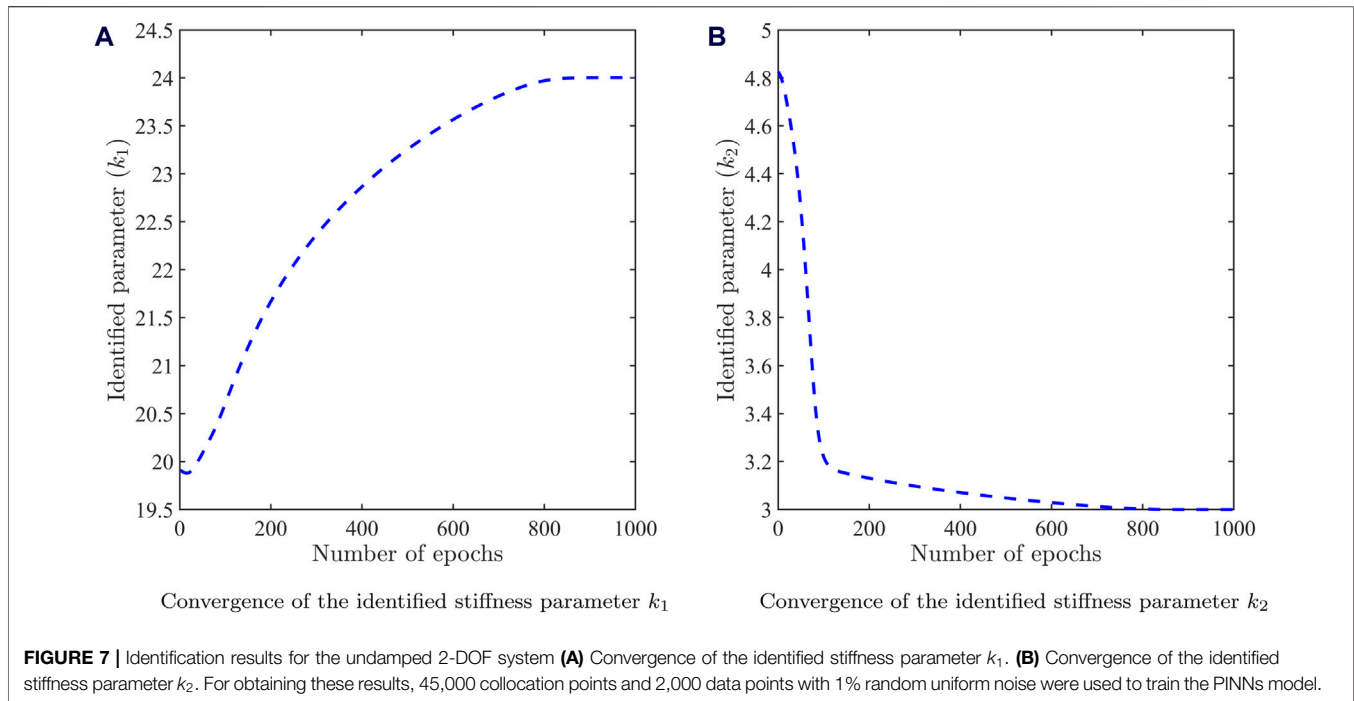 A
24.5
24
23.5
23
22.5
22
21.5
21
20.5
20
19.5
Identified parameter (k₁)
0 200 400 600 800 1000
Number of epochs
Convergence of the identified stiffness parameter k₁
B
5
4.8
4.6
4.4
4.2
4
3.8
3.6
3.4
3.2
3
Identified parameter (k₂)
0 200 400 600 800 1000
Number of epochs
Convergence of the identified stiffness parameter k₂
FIGURE 7 | Identification results for the undamped 2-DOF system (A) Convergence of the identified stiffness parameter k₁. (B) Convergence of the identified
stiffness parameter k₂. For obtaining these results, 45,000 collocation points and 2,000 data points with 1% random uniform noise were used to train the PINNs model.